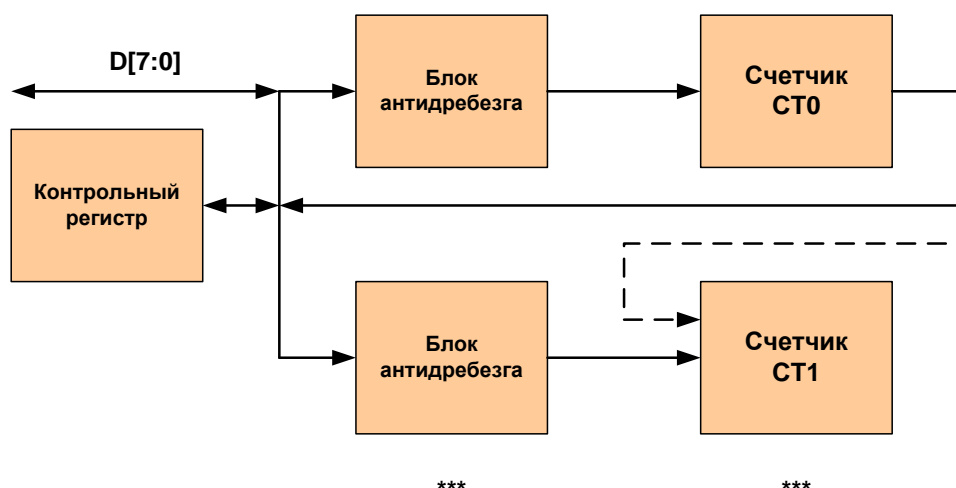 D[7:0]
Блок
антидребезга
Счетчик
CT0
Контрольный
регистр
Блок
антидребезга
Счетчик
CT1
***
***